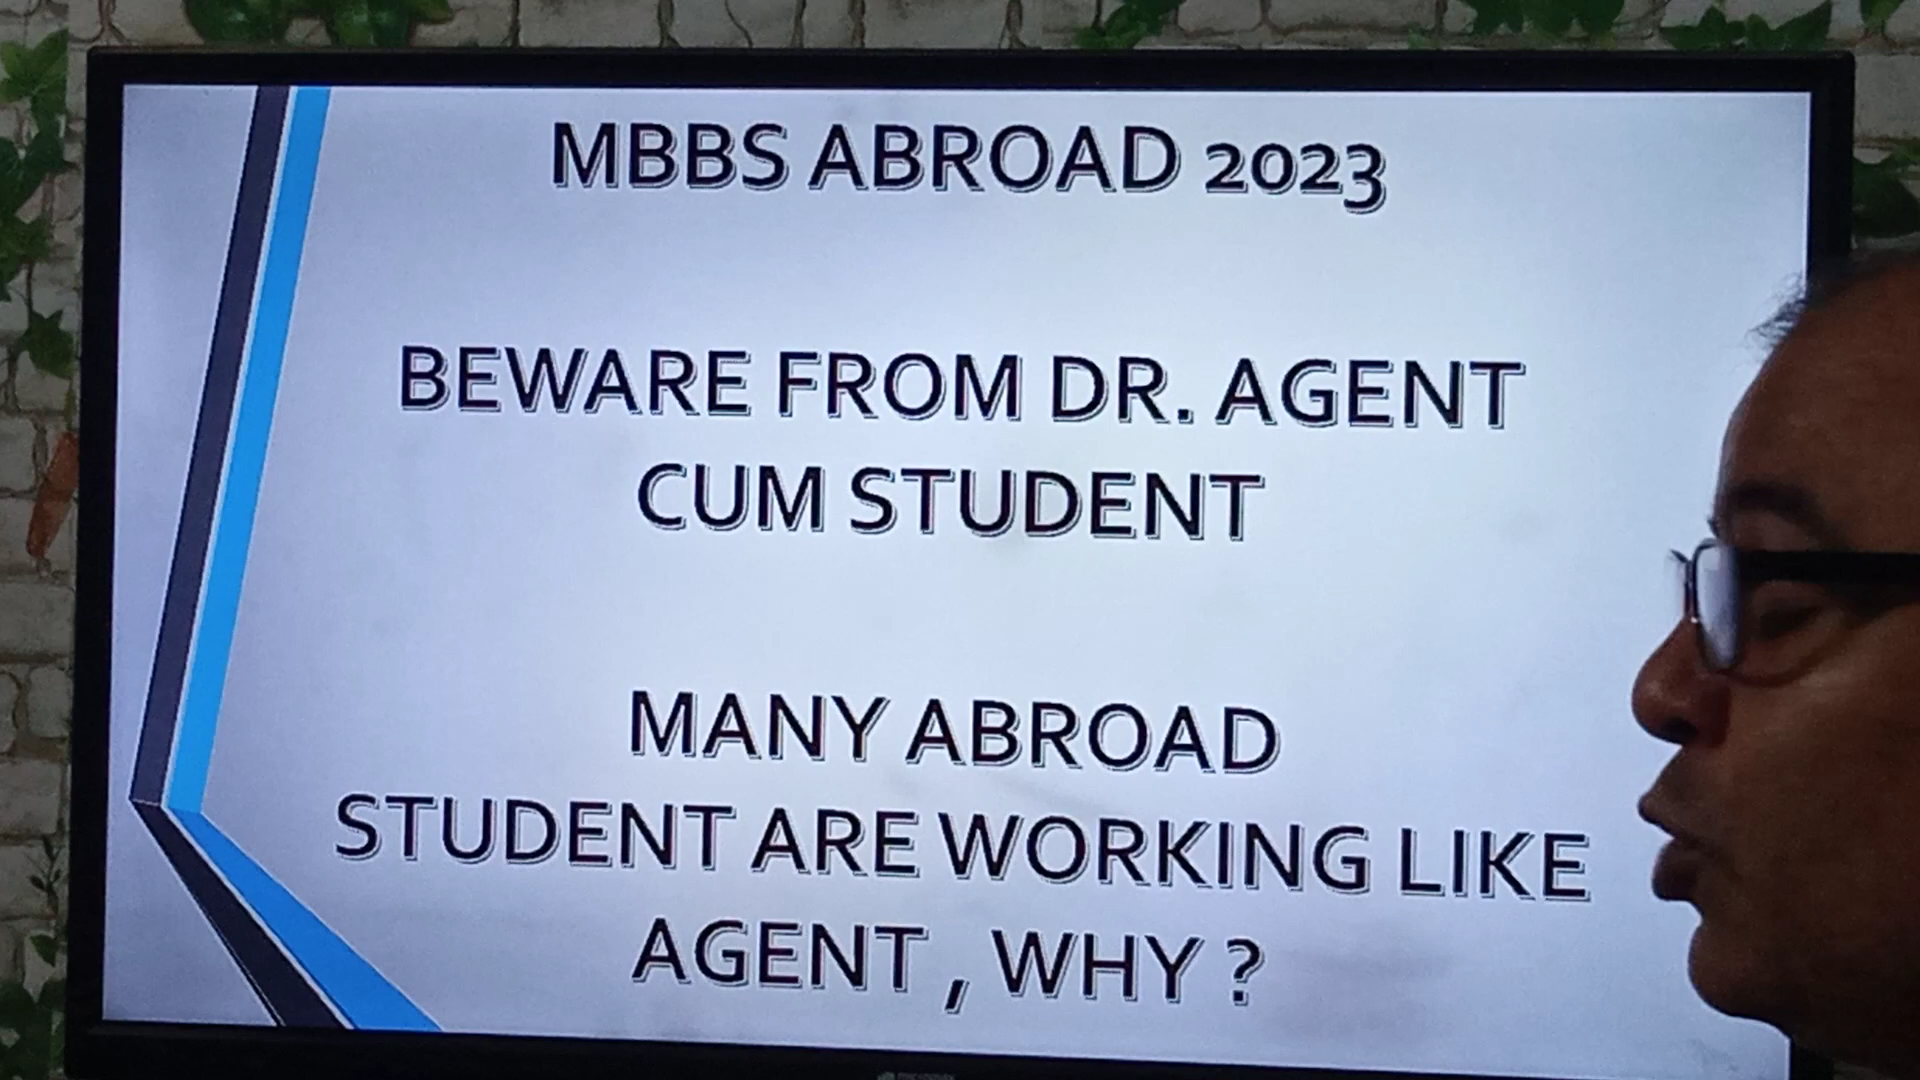 MBBS ABROAD 2023
BEWARE FROM DR. AGENT
CUM STUDENT
MANY ABROAD
STUDENT ARE WORKING LIKE
AGENT , WHY ?